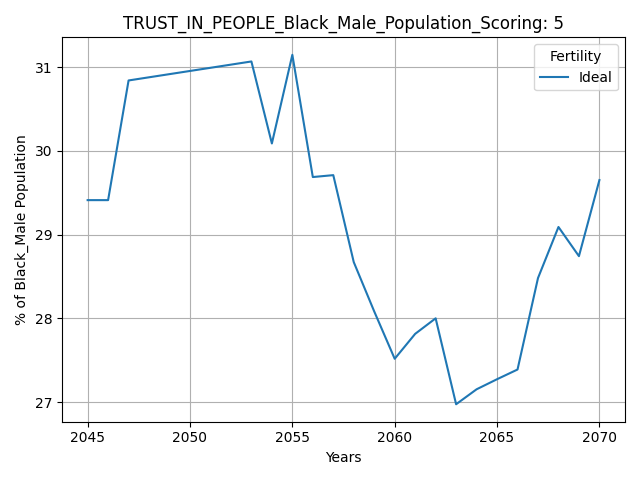 TRUST_IN_PEOPLE_Black_Male_Population_Scoring: 5
Fertility
Ideal
% of Black_Male Population
31
30
29
28
27
2045 2050 2055 2060 2065 2070
Years